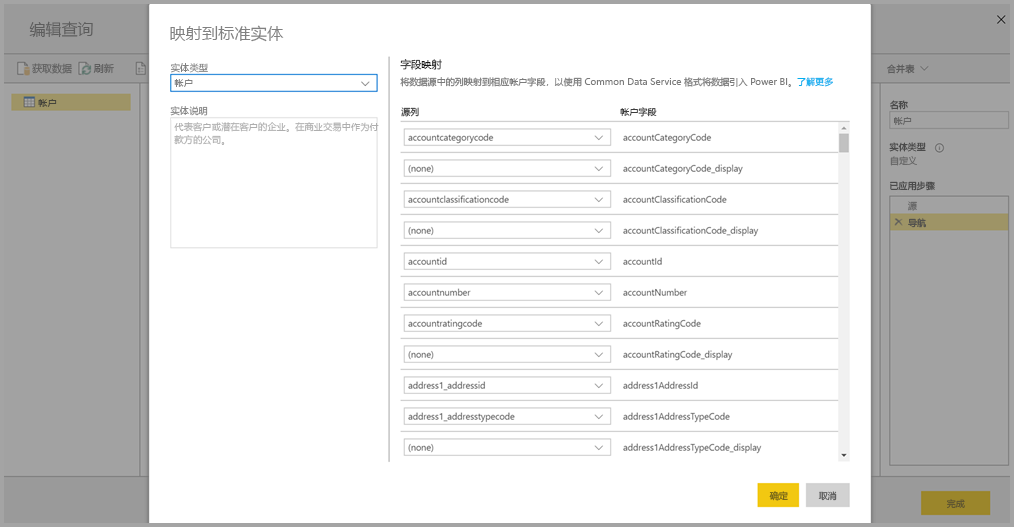 编辑查询
获取数据
刷新
帐户
映射到标准实体
实体类型
帐户
实体说明
代表客户或潜在客户的企业。在商业交易中作为付
款方的公司。
字段映射
将数据源中的列映射到相应帐户字段，以使用 Common Data Service 格式将数据引入 Power BI。了解更多
源列 帐户字段
accountcategorycode accountCategoryCode
(none) accountCategoryCode_display
accountclassificationcode accountClassificationCode
(none) accountClassificationCode_display
accountid accountId
accountnumber accountNumber
accountratingcode accountRatingCode
(none) accountRatingCode_display
address1_addressid address1AddressId
address1_addresstypecode address1AddressTypeCode
(none) address1AddressTypeCode_display
确定
取消
合并表
名称
帐户
实体类型
自定义
已应用步骤
源
导航
完成